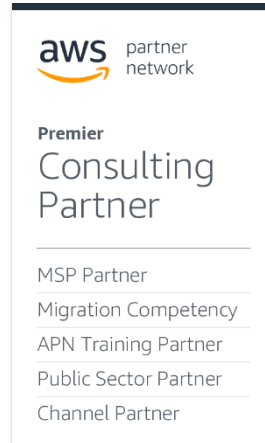 aws partner
network
Premier
Consulting
Partner
MSP Partner
Migration Competency
APN Training Partner
Public Sector Partner
Channel Partner